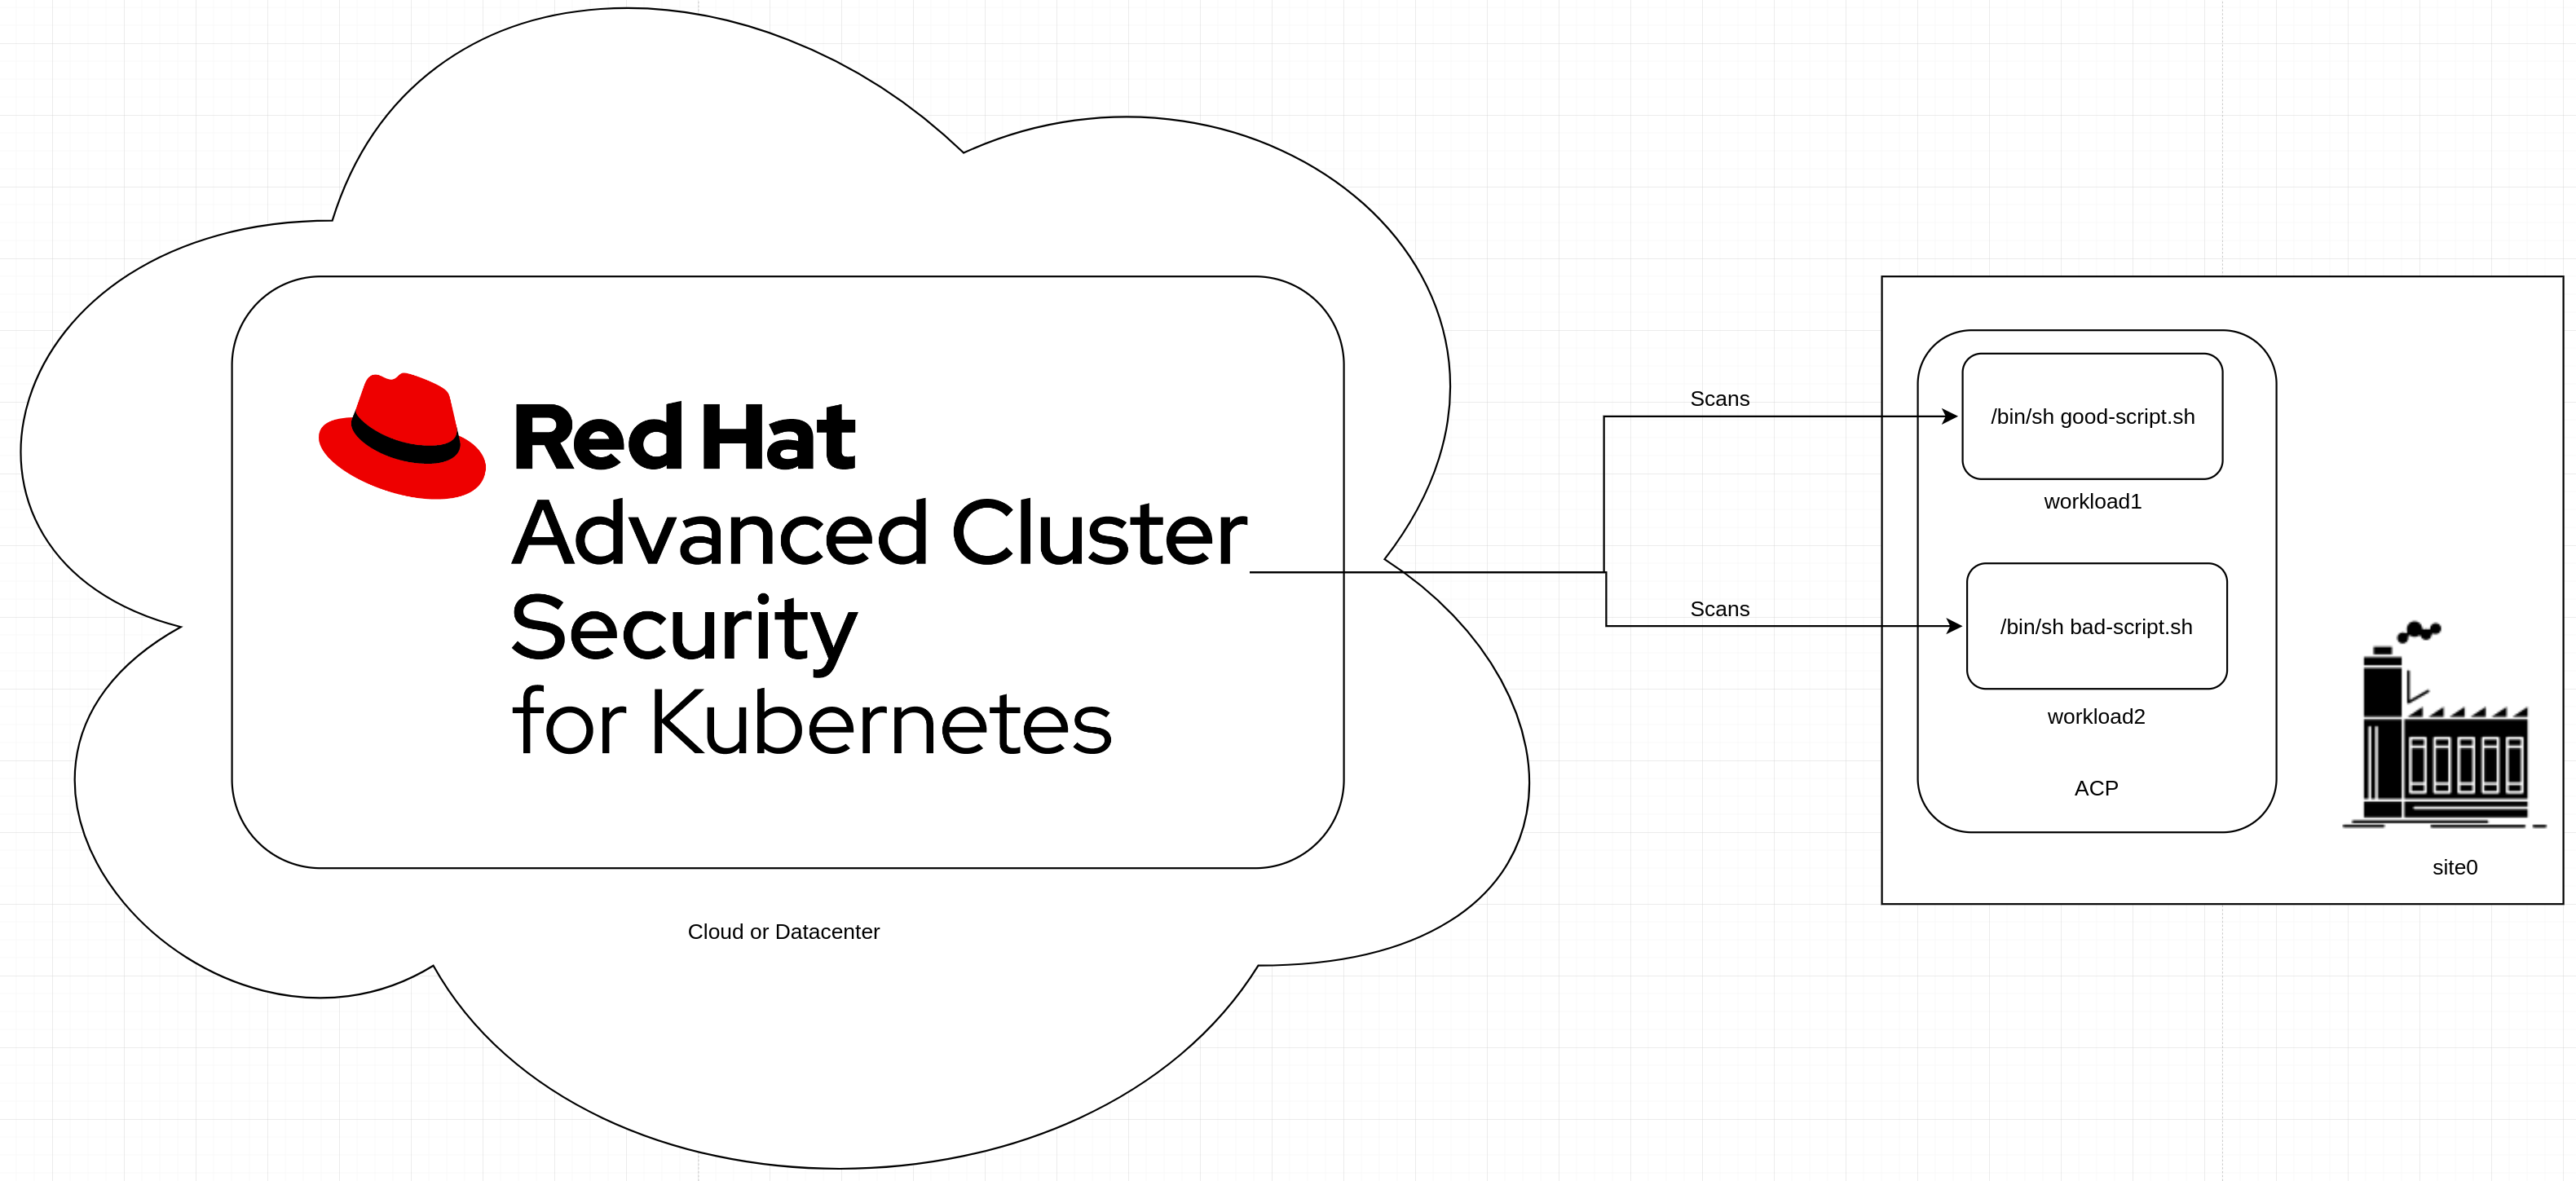 Red Hat
Advanced Cluster
Security
for Kubernetes
Cloud or Datacenter
Scans
Scans
/bin/sh good-script.sh
workload1
/bin/sh bad-script.sh
workload2
ACP
site0